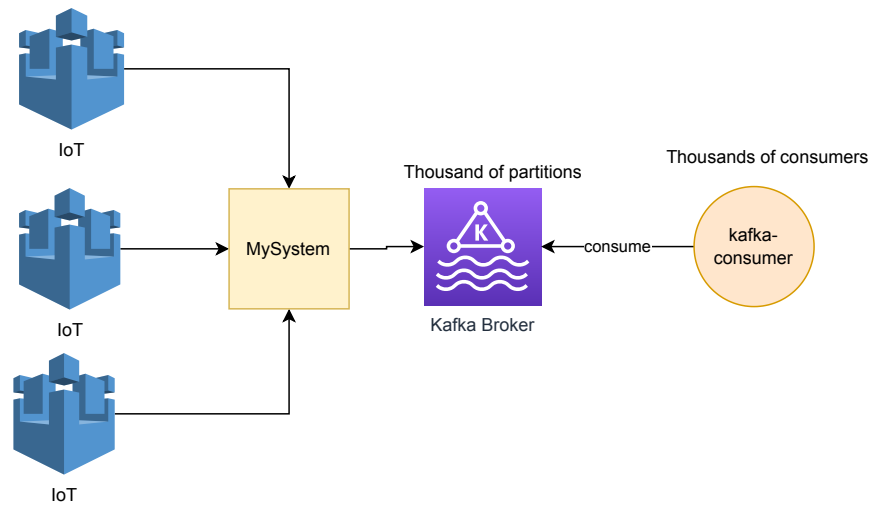 IoT
Thousand of partitions
Thousands of consumers
MySystem
K
consume
kafka-
consumer
IoT
Kafka Broker
IoT